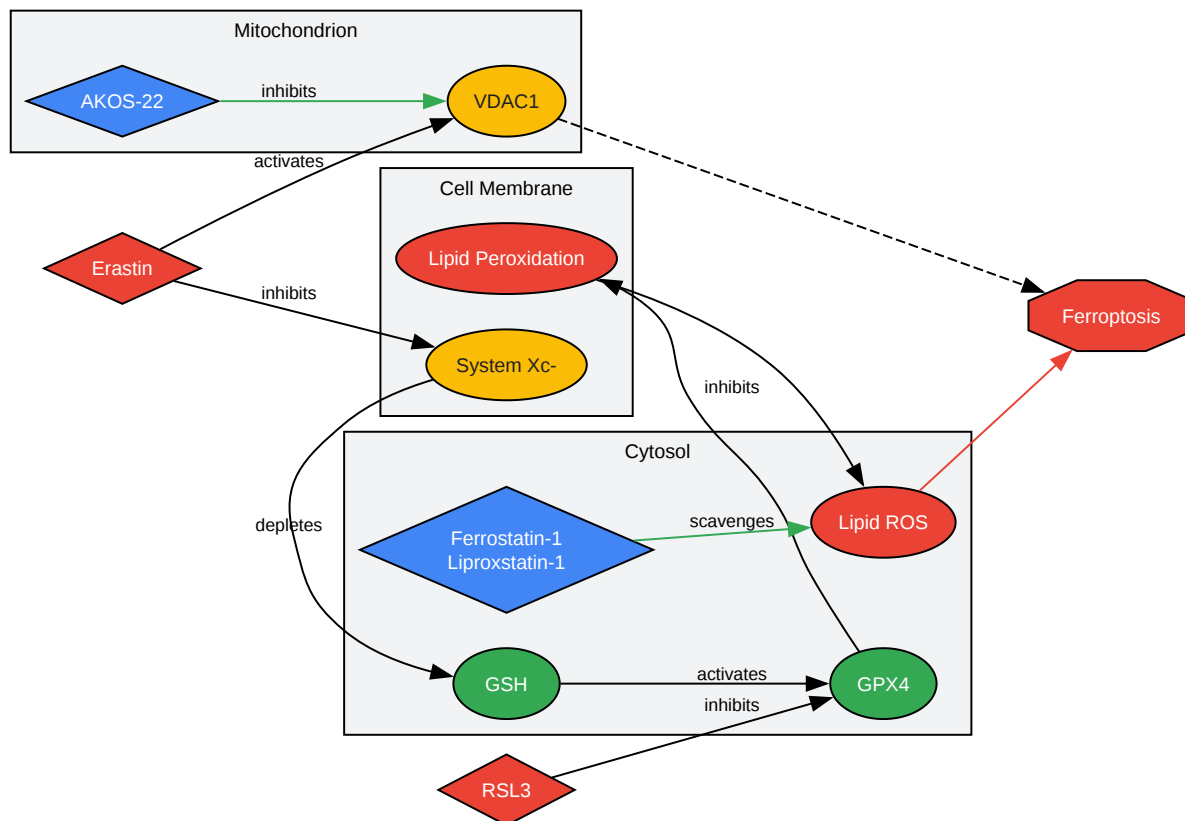 Mitochondrion
AKOS-22
inhibits
VDAC1
activates
Cell Membrane
Lipid Peroxidation
Erastin
inhibits
System Xc-
Ferroptosis
inhibits
Cytosol
depletes
Ferrostatin-1
Liproxstatin-1
scavenges
Lipid ROS
GSH
activates
GPX4
inhibits
RSL3